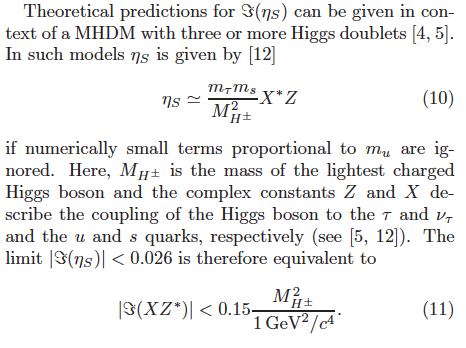 Theoretical predictions for ℑ(η_S) can be given in con-
text of a MHDM with three or more Higgs doublets [4, 5].
In such models η_S is given by [12]
η_S ≃ \frac{m_τ m_s}{M²_{H±}} X*Z (10)
if numerically small terms proportional to m_u are ig-
nored. Here, M_{H±} is the mass of the lightest charged
Higgs boson and the complex constants Z and X de-
scribe the coupling of the Higgs boson to the τ and ν_τ
and the u and s quarks, respectively (see [5, 12]). The
limit |ℑ(η_S)| < 0.026 is therefore equivalent to
|ℑ(XZ*)| < 0.15 \frac{M²_{H±}}{1 GeV²/c⁴}. (11)